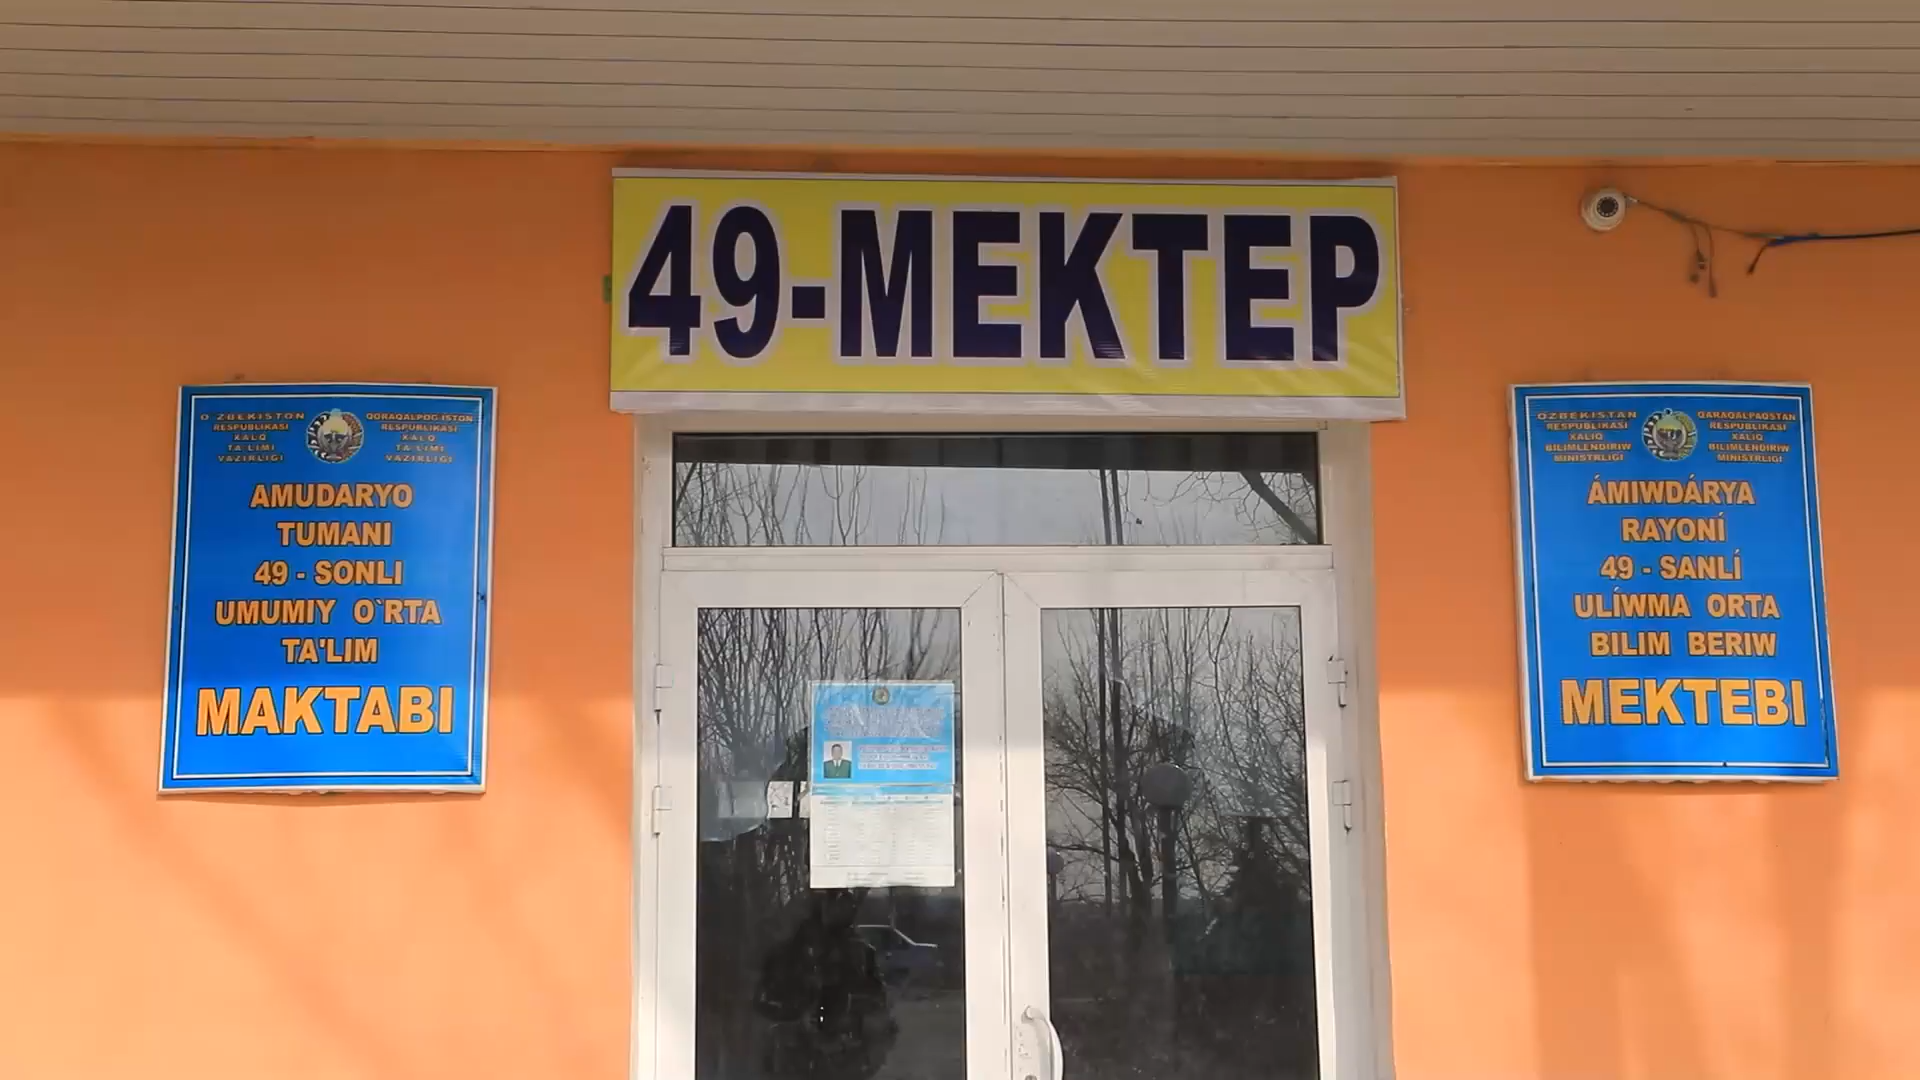 49-MEKTEP
O`ZBEKISTON
RESPUBLIKASI
XALQ
TA`LIMI
VAZIRLIGI
QORAQALPOG`ISTON
RESPUBLIKASI
XALQ
TA`LIMI
VAZIRLIGI
AMUDARYO
TUMANI
49 - SONLI
UMUMIY O`RTA
TA'LIM
MAKTABI
OZBEKISTAN
RESPUBLIKASI
XALIQ
BILIMLENDIRIW
MINISTRLIGI
QARAQALPAQSTAN
RESPUBLIKASI
XALIQ
BILIMLENDIRIW
MINISTRLIGI
ÁMIWDÁRYA
RAYONÍ
49 - SANLÍ
ULÍWMA ORTA
BILIM BERIW
MEKTEBI